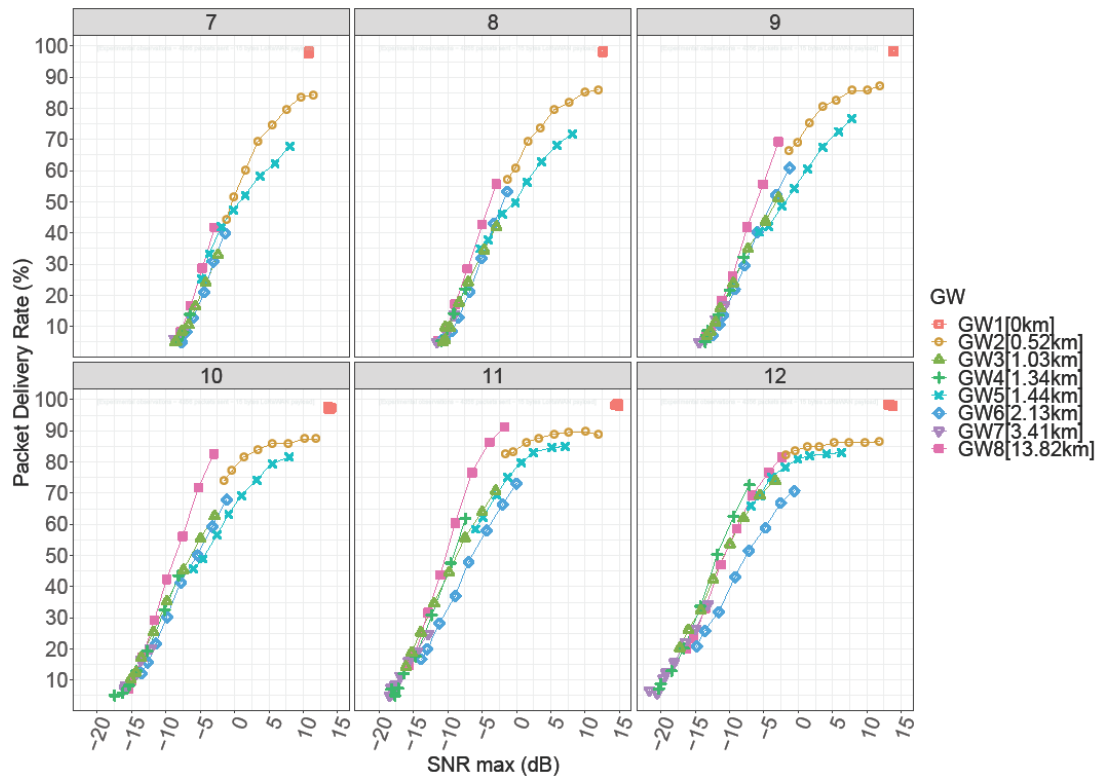 7 8 9
100
90
80
70
60
50
40
30
20
10
10 11 12
100
90
80
70
60
50
40
30
20
10
Packet Delivery Rate (%)
−20 −15 −10 −5 0 5 10 15 −20 −15 −10 −5 0 5 10 15 −20 −15 −10 −5 0 5 10 15
SNR max (dB)
GW
GW1[0km]
GW2[0.52km]
GW3[1.03km]
GW4[1.34km]
GW5[1.44km]
GW6[2.13km]
GW7[3.41km]
GW8[13.82km]